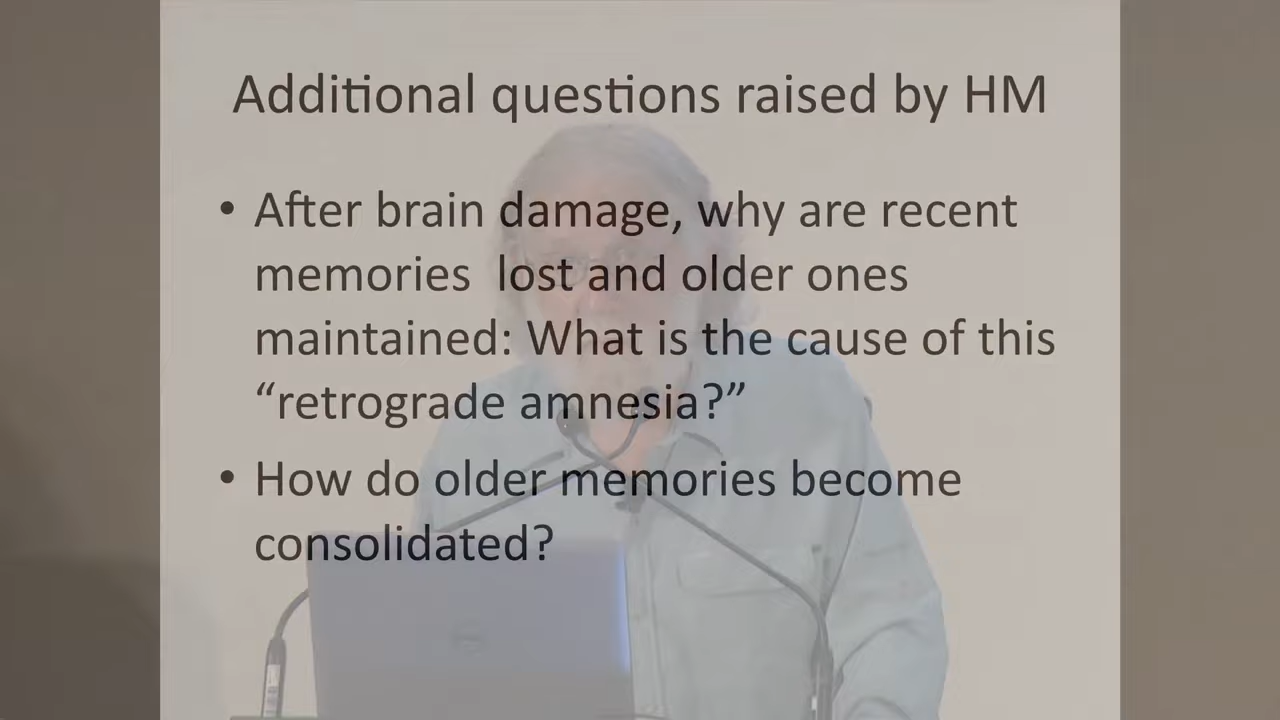 Additional questions raised by HM
• After brain damage, why are recent
memories  lost and older ones
maintained: What is the cause of this
“retrograde amnesia?”
• How do older memories become
consolidated?